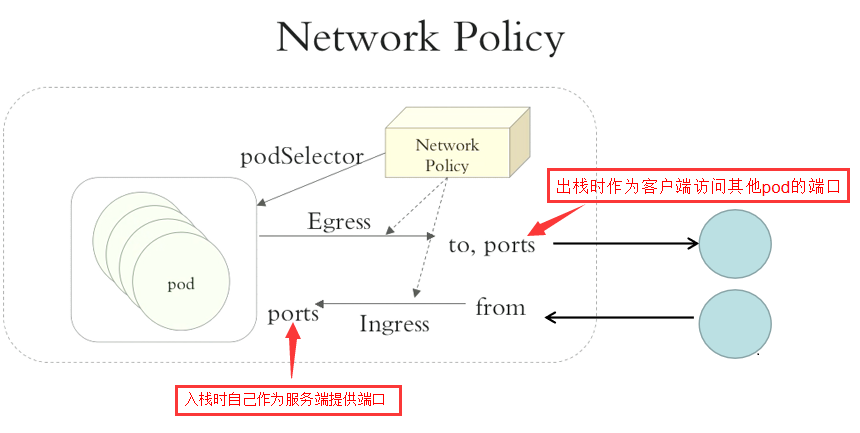 Network Policy
Network
Policy
podSelector
出栈时作为客户端访问其他pod的端口
Egress
to, ports
pod
ports
Ingress
from
入栈时自己作为服务端提供端口